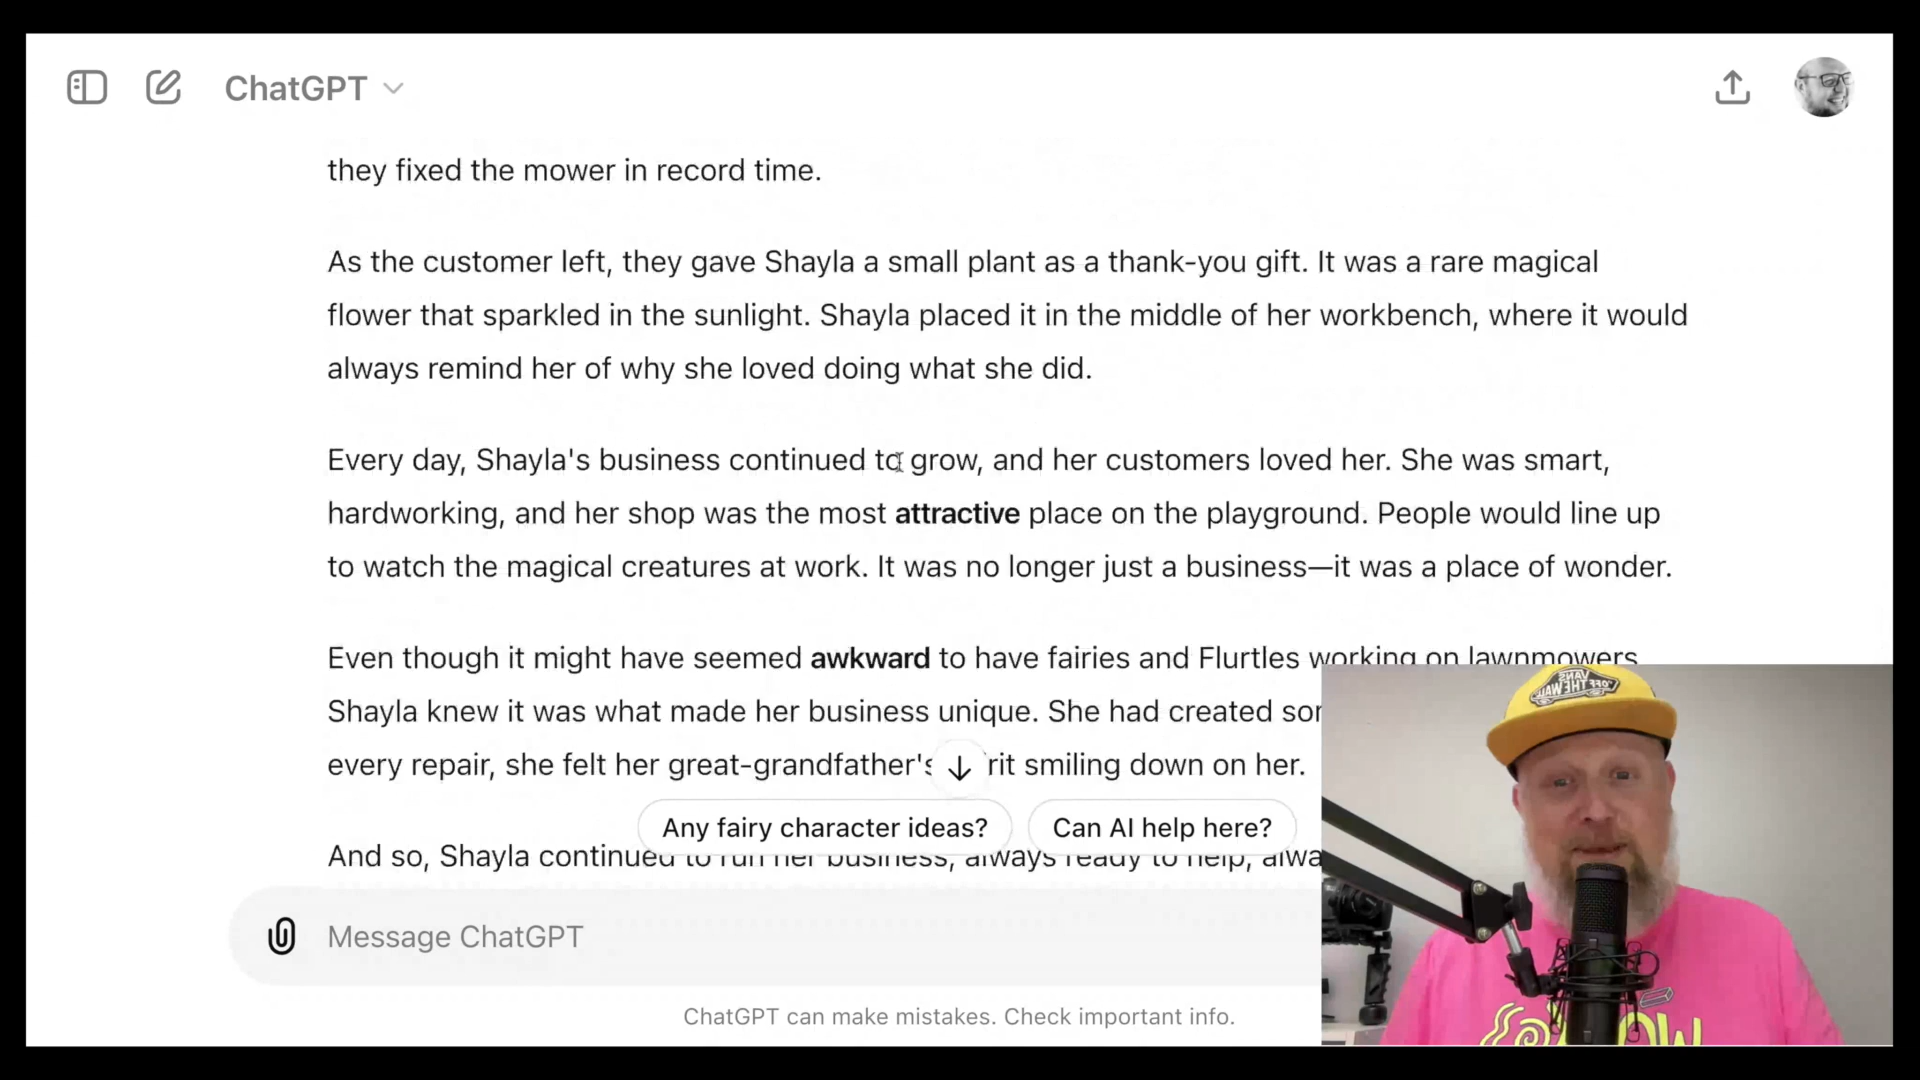 ChatGPT
they fixed the mower in record time.
As the customer left, they gave Shayla a small plant as a thank-you gift. It was a rare magical
flower that sparkled in the sunlight. Shayla placed it in the middle of her workbench, where it would
always remind her of why she loved doing what she did.
Every day, Shayla's business continued to grow, and her customers loved her. She was smart,
hardworking, and her shop was the most attractive place on the playground. People would line up
to watch the magical creatures at work. It was no longer just a business—it was a place of wonder.
Even though it might have seemed awkward to have fairies and Flurtles working on lawnmowers
Shayla knew it was what made her business unique. She had created
every repair, she felt her great-grandfather's smiling down on her.
Any fairy character ideas? Can AI help here?
And so, Shayla continued to run her business, always ready to help,
Message ChatGPT
ChatGPT can make mistakes. Check important info.
VANS
"OFF THE WALL"